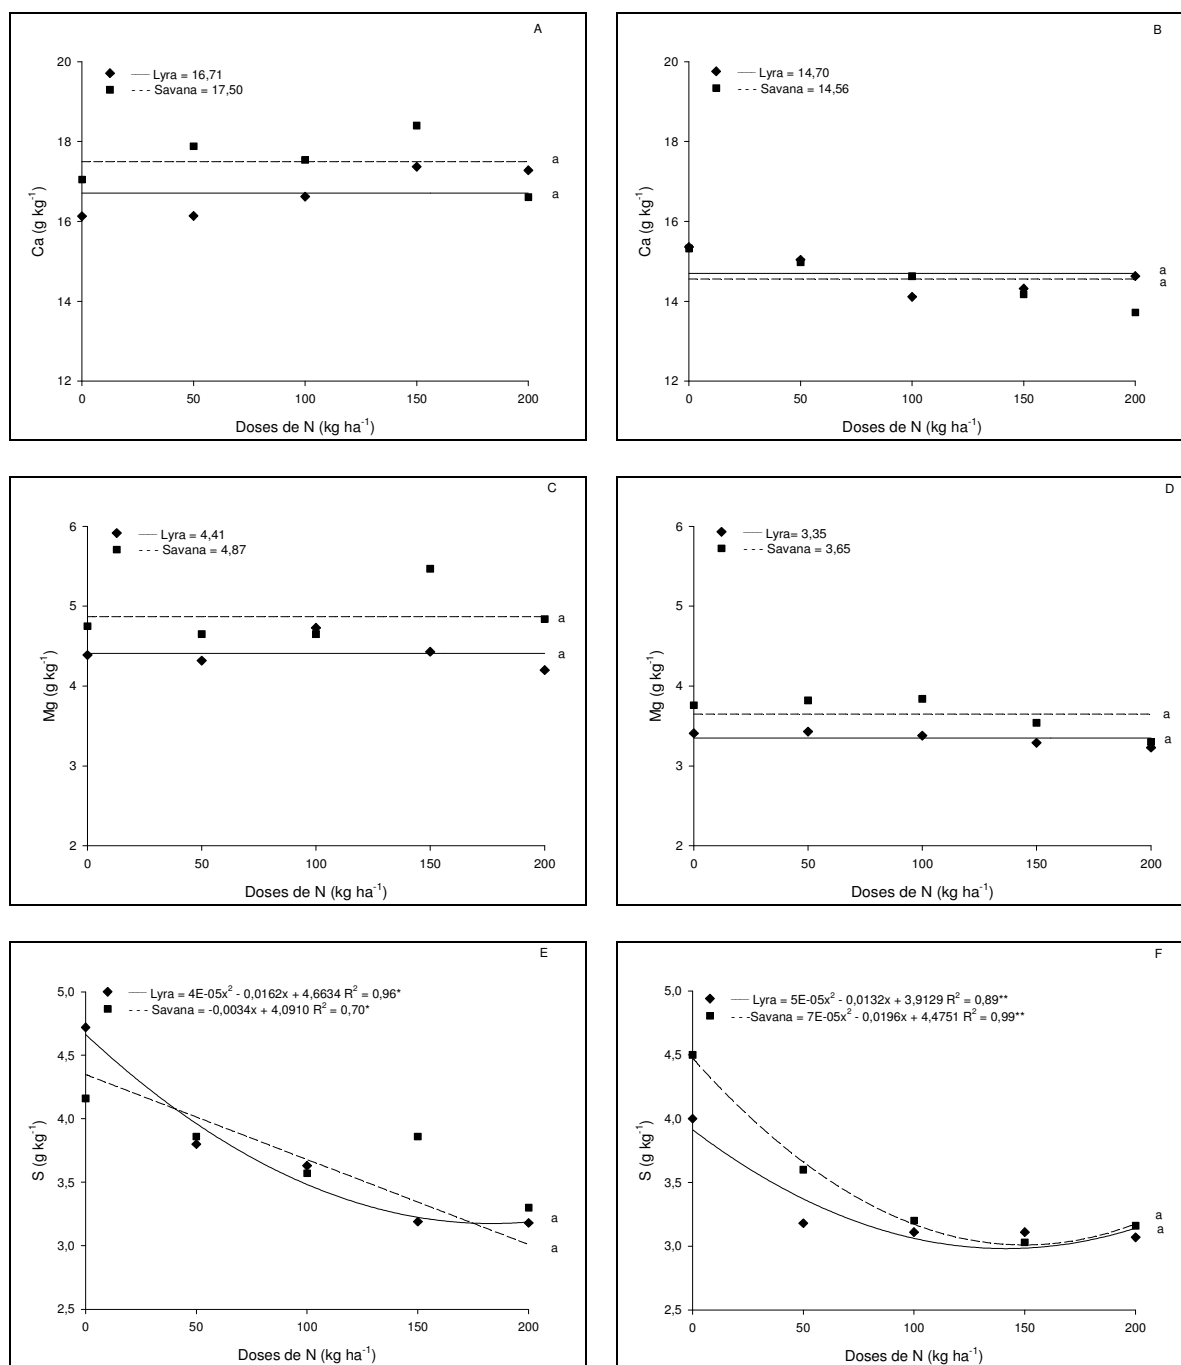 A
Lyra = 16,71
Savana = 17,50
20
18
16
14
12
Ca (g kg⁻¹)
a
a
0 50 100 150 200
Doses de N (kg ha⁻¹)
B
Lyra = 14,70
Savana = 14,56
20
18
16
14
12
Ca (g kg⁻¹)
a
a
0 50 100 150 200
Doses de N (kg ha⁻¹)
C
Lyra = 4,41
Savana = 4,87
6
5
4
3
2
Mg (g kg⁻¹)
a
a
0 50 100 150 200
Doses de N (kg ha⁻¹)
D
Lyra= 3,35
Savana = 3,65
6
5
4
3
2
Mg (g kg⁻¹)
a
a
0 50 100 150 200
Doses de N (kg ha⁻¹)
E
Lyra = 4E-05x² - 0,0162x + 4,6634 R² = 0,96*
Savana = -0,0034x + 4,0910 R² = 0,70*
5,0
4,5
4,0
3,5
3,0
2,5
S (g kg⁻¹)
a
a
0 50 100 150 200
Doses de N (kg ha⁻¹)
F
Lyra = 5E-05x² - 0,0132x + 3,9129 R² = 0,89**
Savana = 7E-05x² - 0,0196x + 4,4751 R² = 0,99**
5,0
4,5
4,0
3,5
3,0
2,5
S (g kg⁻¹)
a
a
0 50 100 150 200
Doses de N (kg ha⁻¹)